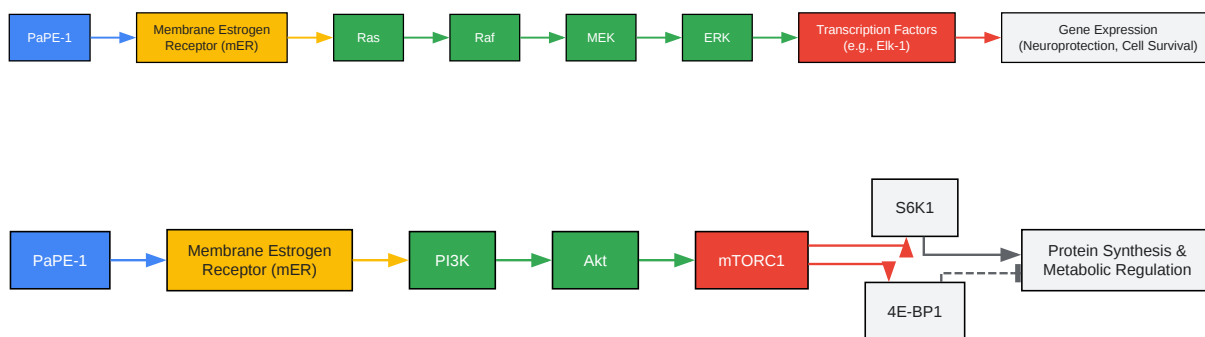 PaPE-1
Membrane Estrogen
Receptor (mER)
Ras
Raf
MEK
ERK
Transcription Factors
(e.g., Elk-1)
Gene Expression
(Neuroprotection, Cell Survival)
S6K1
PaPE-1
Membrane Estrogen
Receptor (mER)
PI3K
Akt
mTORC1
Protein Synthesis &
Metabolic Regulation
4E-BP1